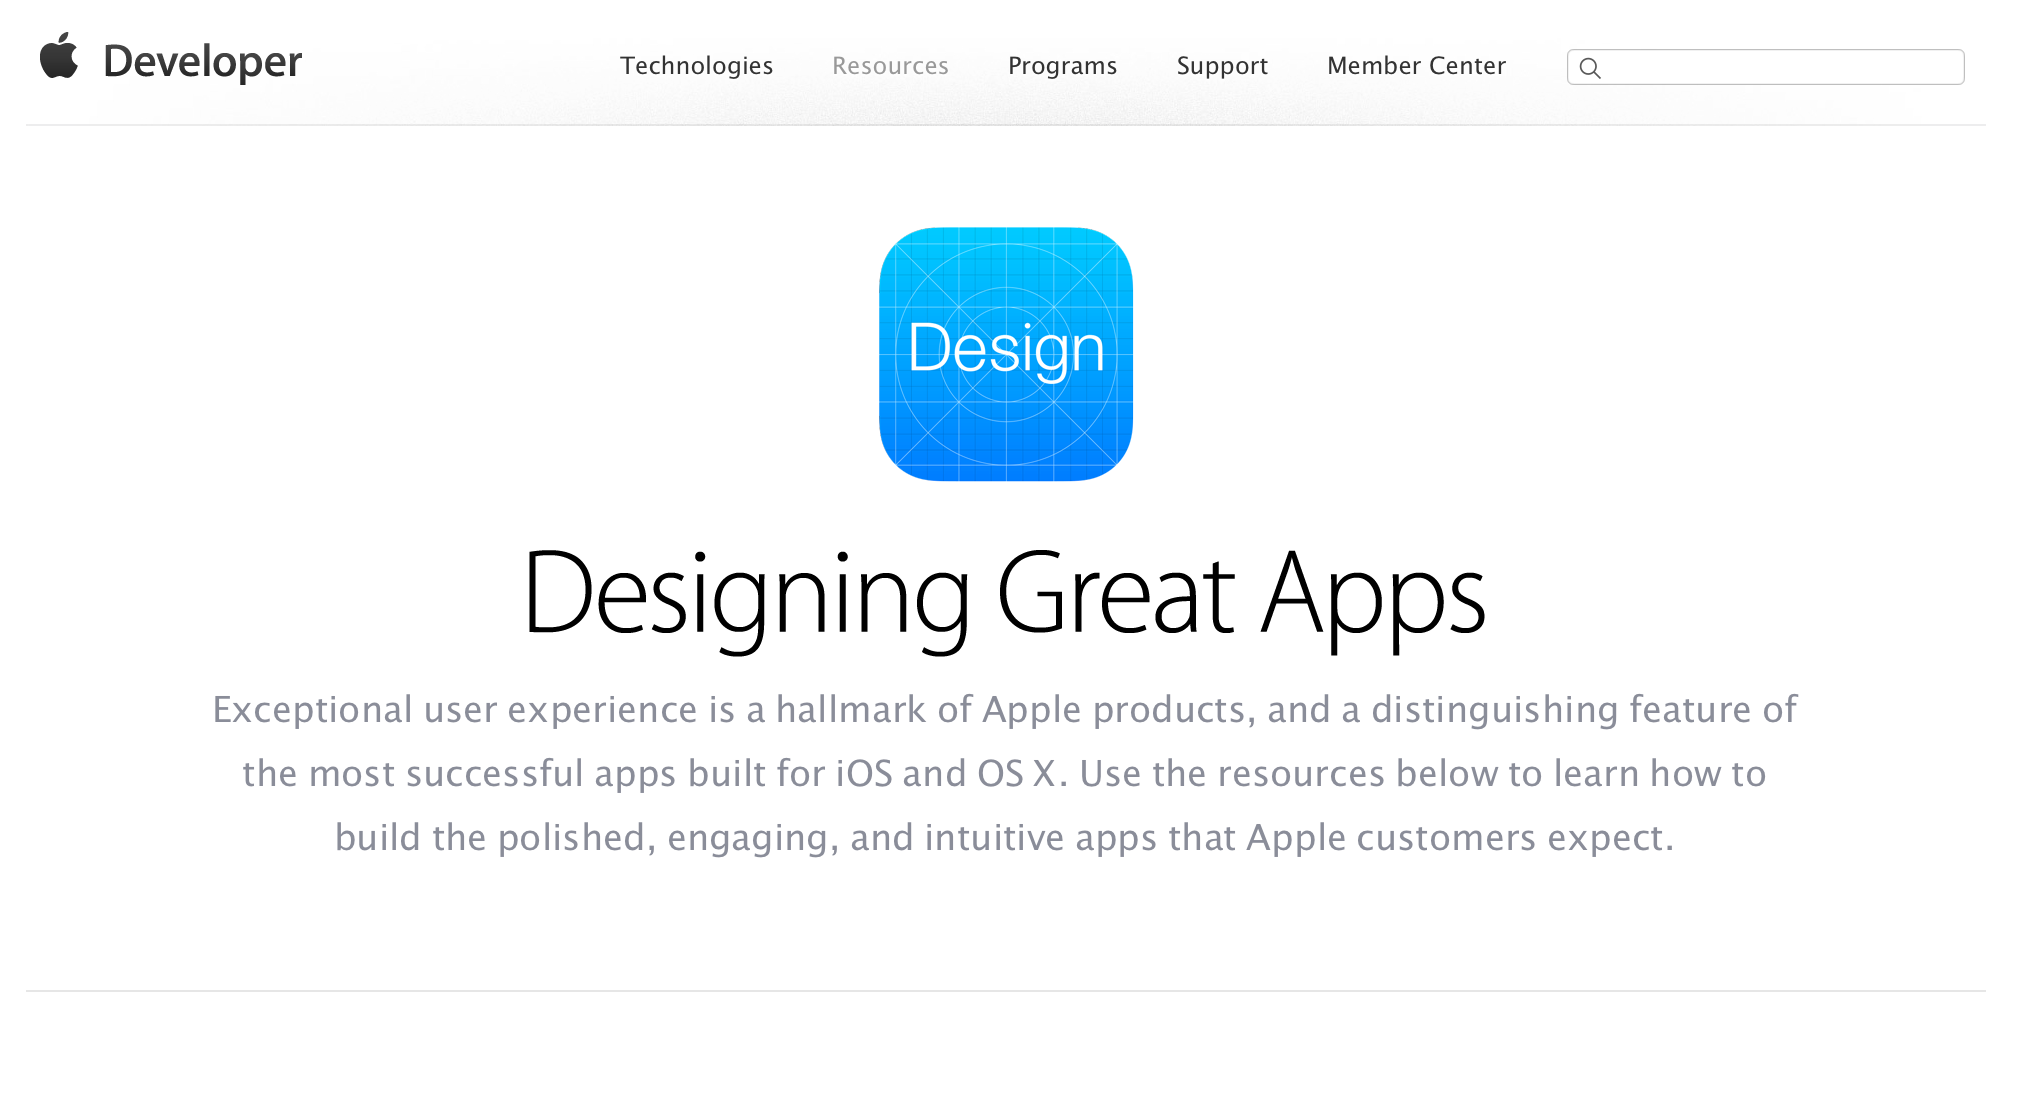 Developer
Technologies
Resources
Programs
Support
Member Center
Design
Designing Great Apps
Exceptional user experience is a hallmark of Apple products, and a distinguishing feature of
the most successful apps built for iOS and OS X. Use the resources below to learn how to
build the polished, engaging, and intuitive apps that Apple customers expect.